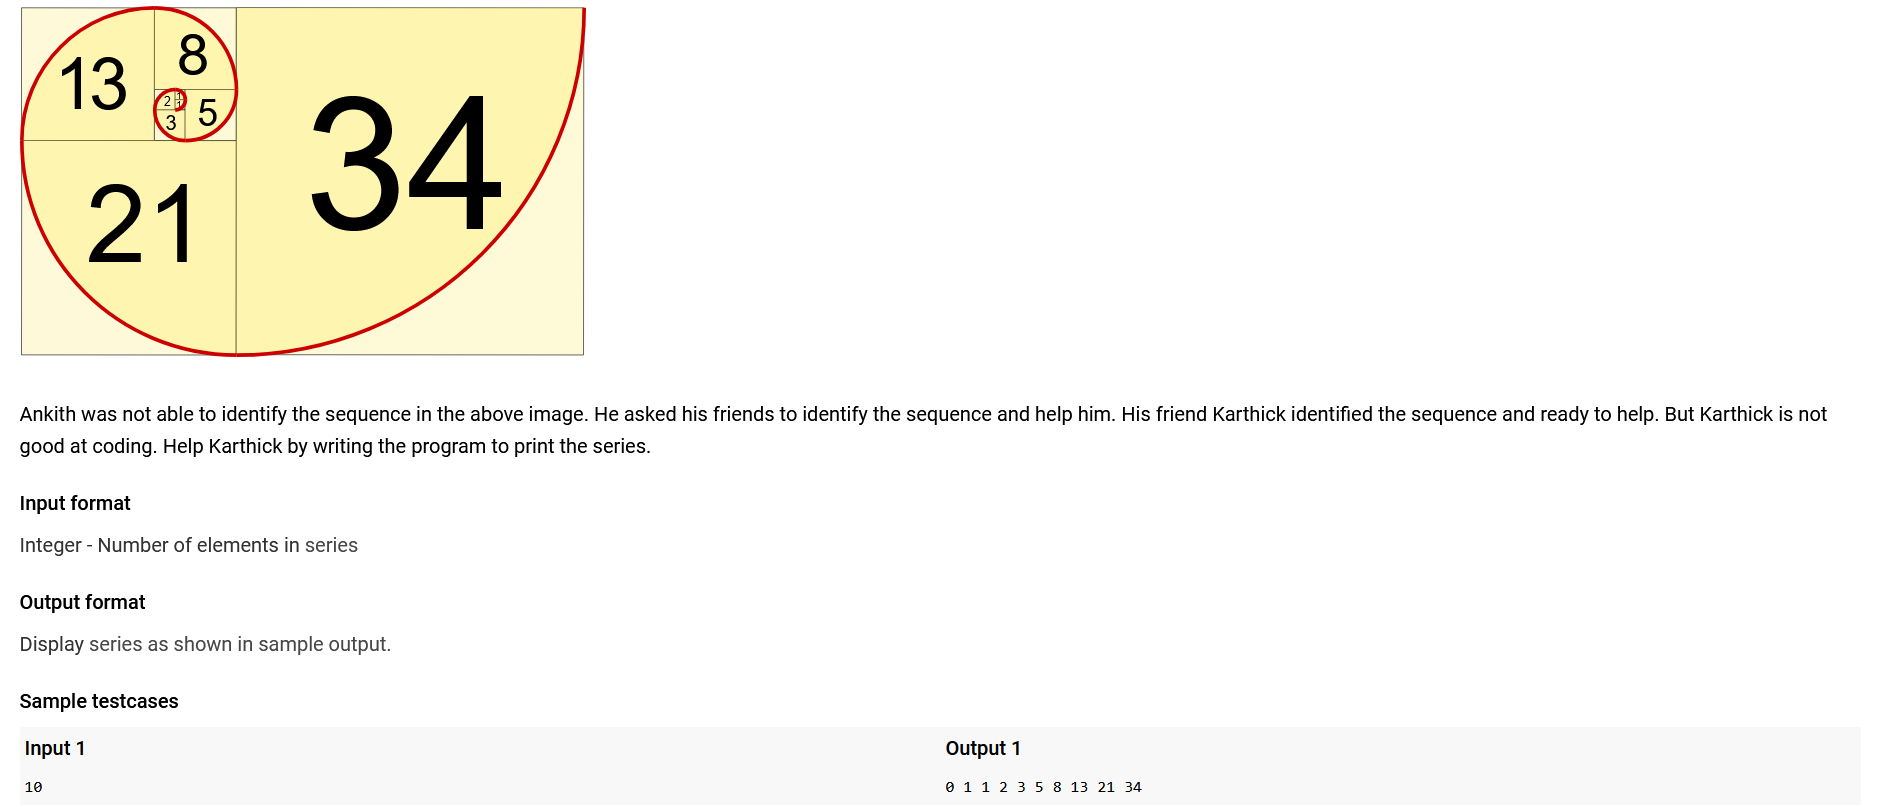 13
8
2
1
1
5
3
34
21
Ankith was not able to identify the sequence in the above image. He asked his friends to identify the sequence and help him. His friend Karthick identified the sequence and ready to help. But Karthick is not
good at coding. Help Karthick by writing the program to print the series.
Input format
Integer - Number of elements in series
Output format
Display series as shown in sample output.
Sample testcases
Input 1
Output 1
10
0 1 1 2 3 5 8 13 21 34